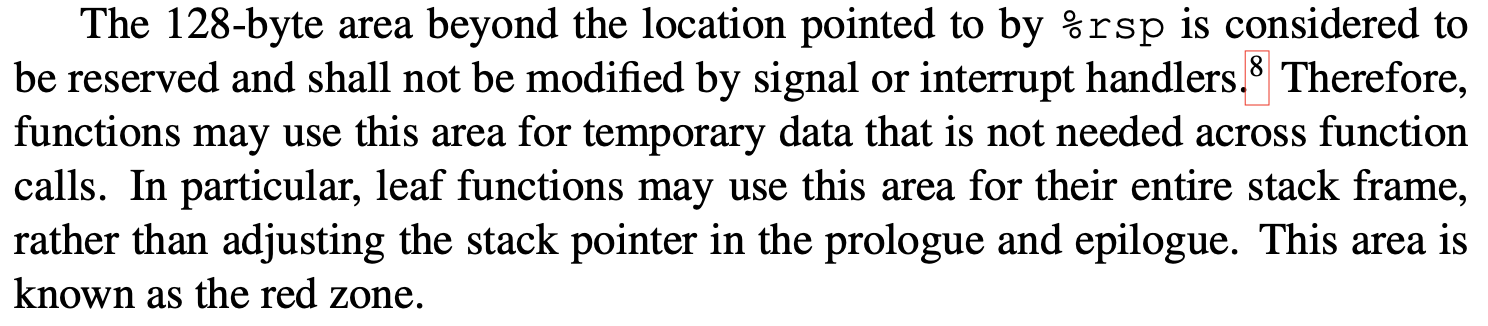 The 128-byte area beyond the location pointed to by %rsp is considered to
be reserved and shall not be modified by signal or interrupt handlers.8 Therefore,
functions may use this area for temporary data that is not needed across function
calls. In particular, leaf functions may use this area for their entire stack frame,
rather than adjusting the stack pointer in the prologue and epilogue. This area is
known as the red zone.